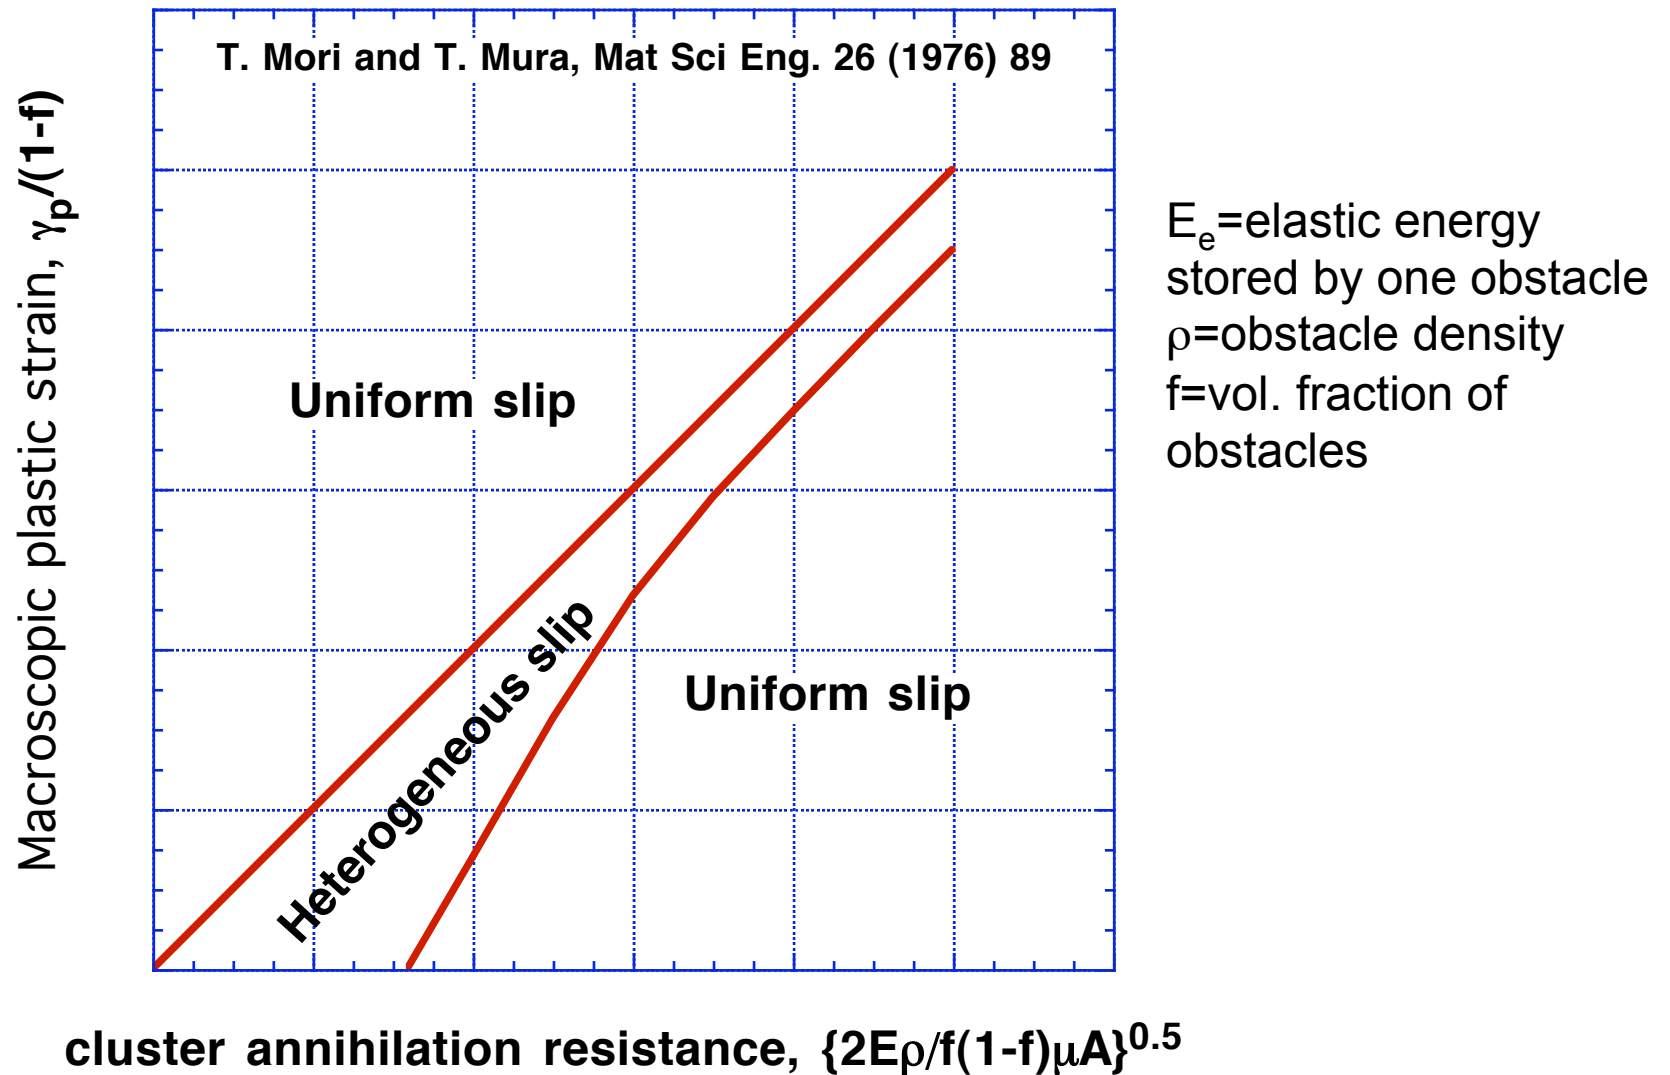 T. Mori and T. Mura, Mat Sci Eng. 26 (1976) 89
Macroscopic plastic strain, γp/(1-f)
Uniform slip
Heterogeneous slip
Uniform slip
cluster annihilation resistance, {2Eρ/f(1-f)μA}0.5
Ee=elastic energy
stored by one obstacle
ρ=obstacle density
f=vol. fraction of
obstacles